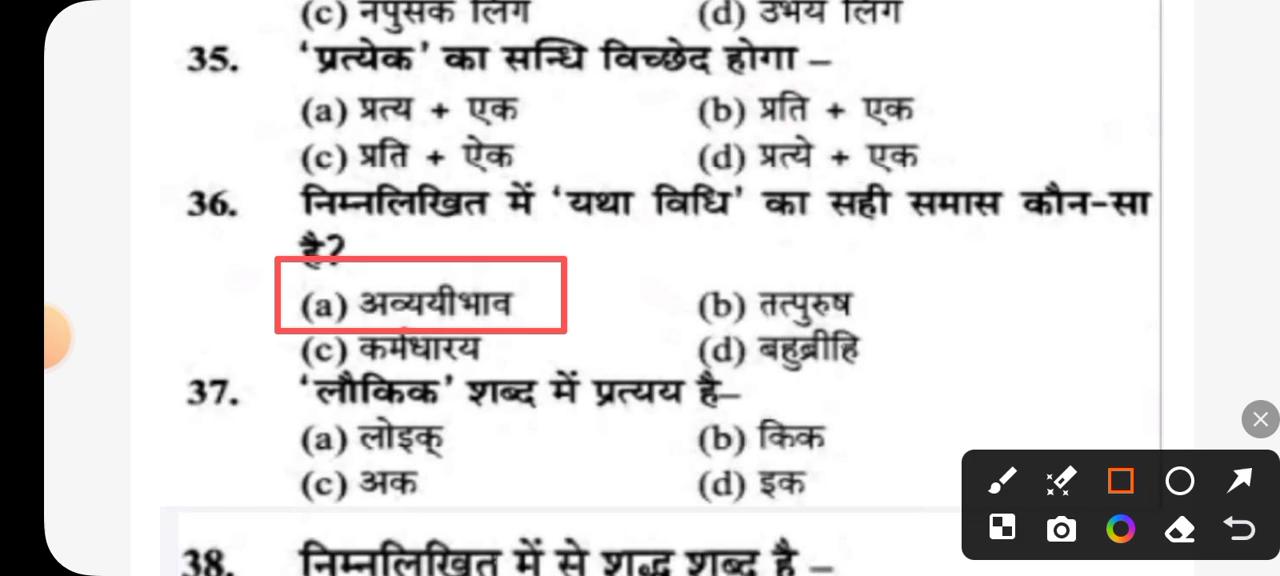 (c) नपुंसक लिंग (d) उभय लिंग
35. 'प्रत्येक' का सन्धि विच्छेद होगा –
(a) प्रत्य + एक (b) प्रति + एक
(c) प्रति + ऐक (d) प्रत्ये + एक
36. निम्नलिखित में 'यथा विधि' का सही समास कौन-सा
है?
(a) अव्ययीभाव (b) तत्पुरुष
(c) कर्मधारय (d) बहुब्रीहि
37. 'लौकिक' शब्द में प्रत्यय है–
(a) लोइक् (b) किक
(c) अक (d) इक
38. निम्नलिखित में से शुद्ध शब्द है –